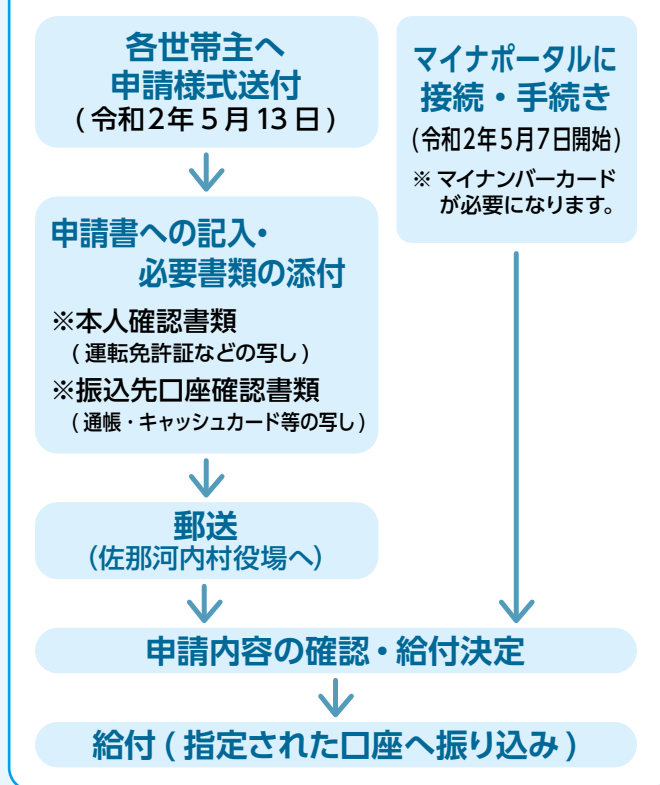 各世帯主へ
申請様式送付
(令和2年5月13日)
申請書への記入・
必要書類の添付
※本人確認書類
(運転免許証などの写し)
※振込先口座確認書類
(通帳・キャッシュカード等の写し)
郵送
(佐那河内村役場へ)
マイナポータルに
接続・手続き
(令和2年5月7日開始)
※ マイナンバーカード
が必要になります。
申請内容の確認・給付決定
給付(指定された口座へ振り込み)